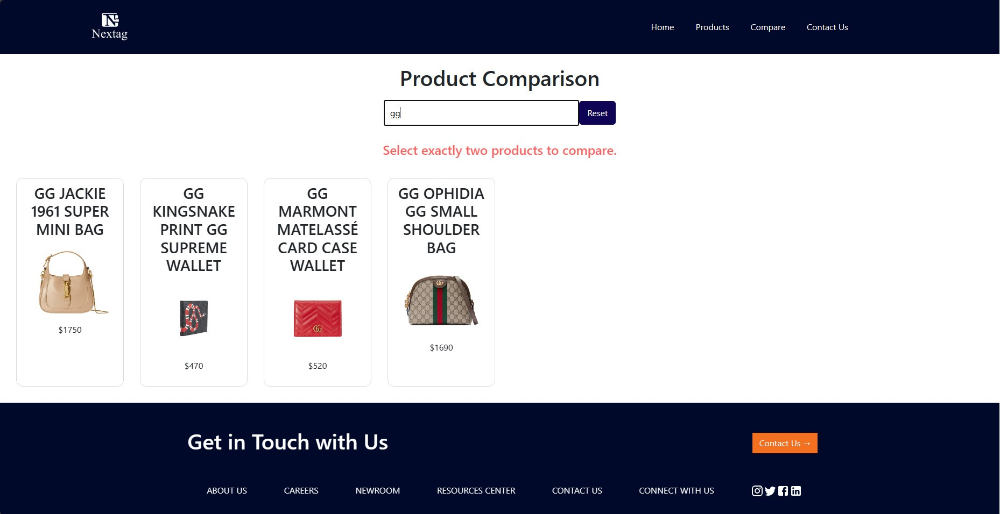 Nextag
Home Products Compare Contact Us
Product Comparison
gg Reset
Select exactly two products to compare.
GG JACKIE
1961 SUPER
MINI BAG
$1750
GG
KINGSNAKE
PRINT GG
SUPREME
WALLET
$470
GG
MARMONT
MATELASSÉ
CARD CASE
WALLET
$520
GG OPHIDIA
GG SMALL
SHOULDER
BAG
$1690
Get in Touch with Us
Contact Us →
ABOUT US CAREERS NEWROOM RESOURCES CENTER CONTACT US CONNECT WITH US